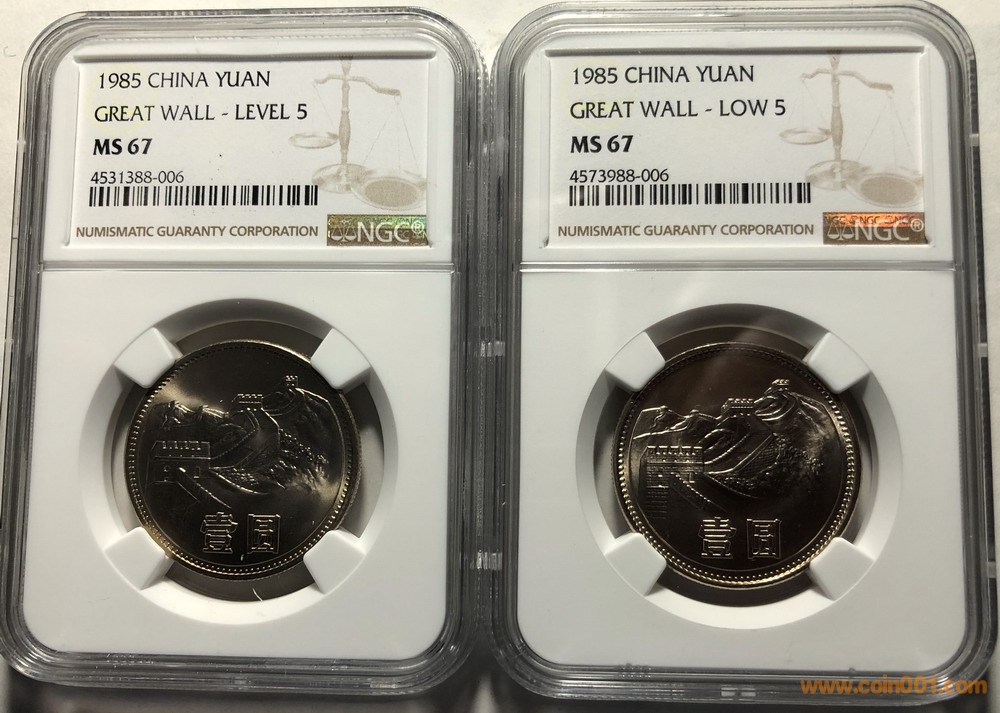 1985 CHINA YUAN
GREAT WALL - LEVEL 5
MS 67
4531388-006
NUMISMATIC GUARANTY CORPORATION
NGC®
壹圆
1985 CHINA YUAN
GREAT WALL - LOW 5
MS 67
4573988-006
NUMISMATIC GUARANTY CORPORATION
NGC®
壹圆
www.coin001.com